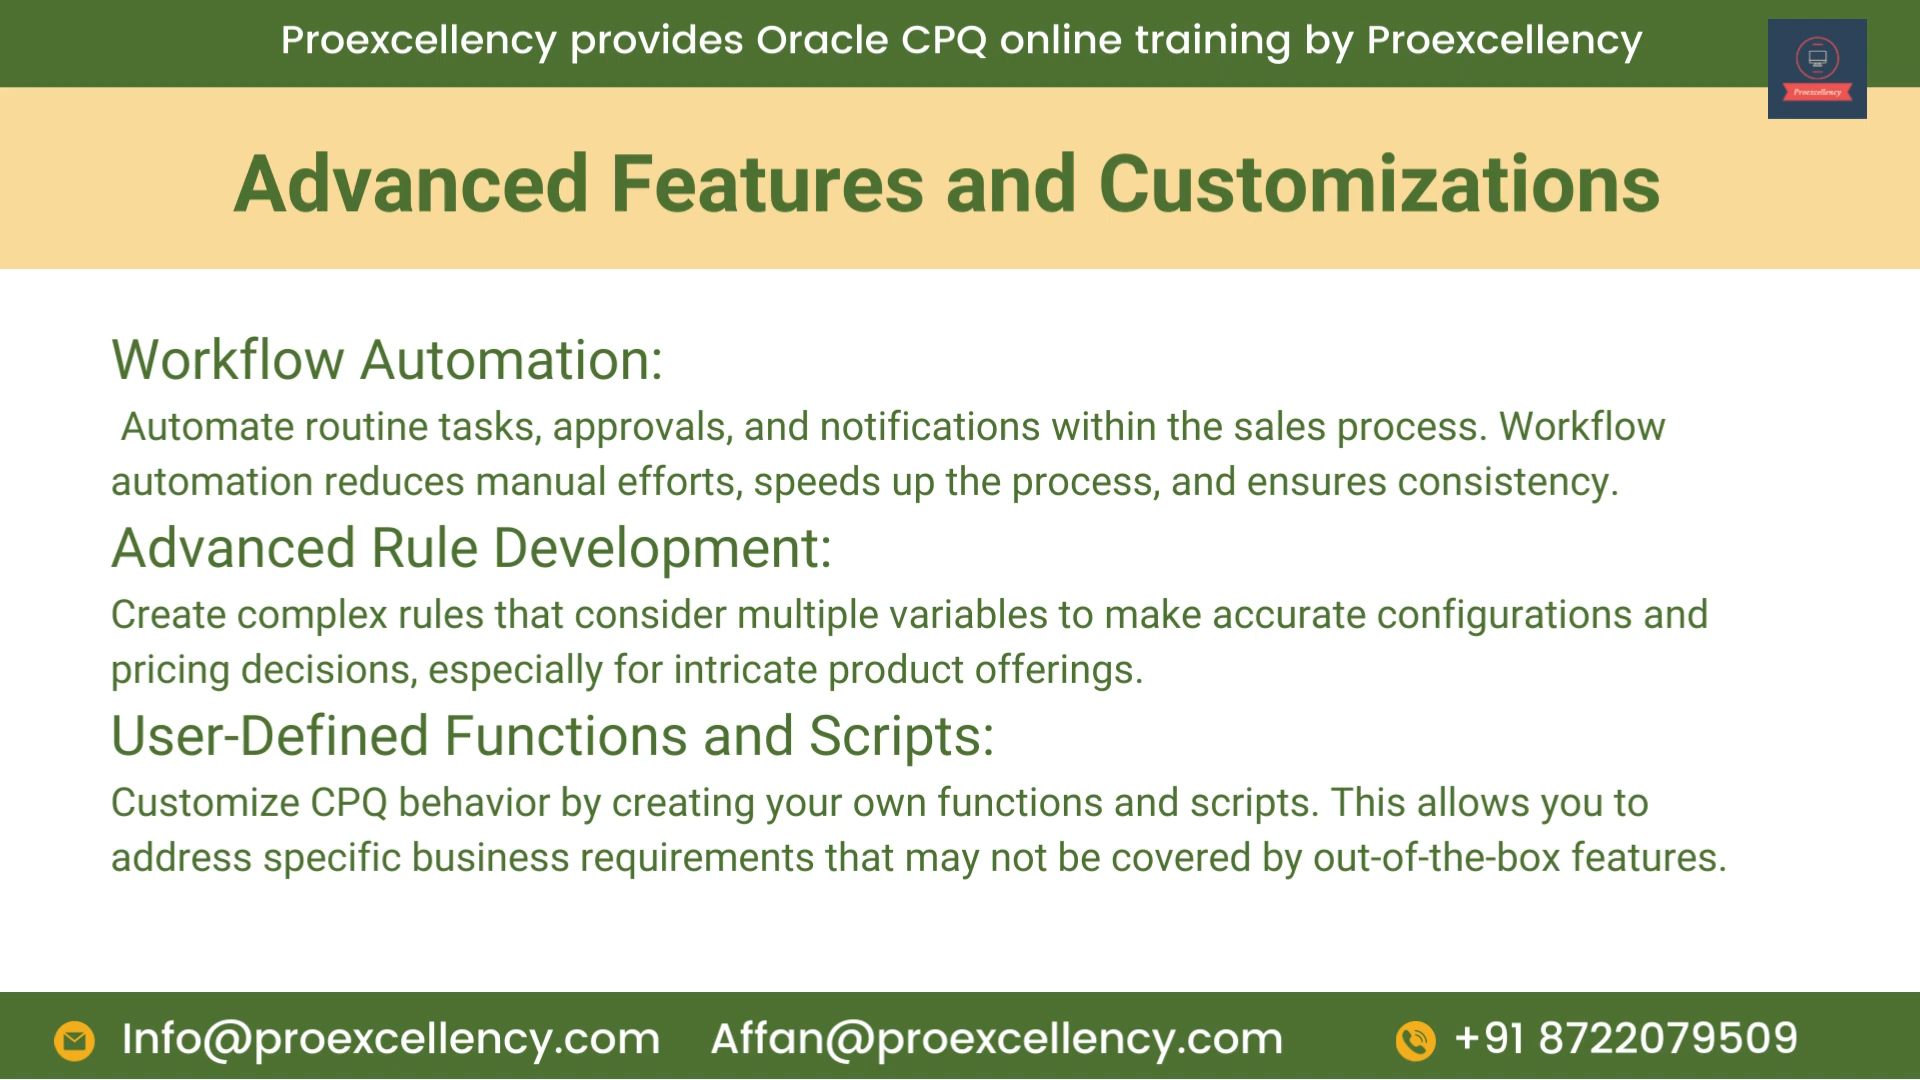 Proexcellency provides Oracle CPQ online training by Proexcellency
Proexcellency
Advanced Features and Customizations
Workflow Automation:
Automate routine tasks, approvals, and notifications within the sales process. Workflow
automation reduces manual efforts, speeds up the process, and ensures consistency.
Advanced Rule Development:
Create complex rules that consider multiple variables to make accurate configurations and
pricing decisions, especially for intricate product offerings.
User-Defined Functions and Scripts:
Customize CPQ behavior by creating your own functions and scripts. This allows you to
address specific business requirements that may not be covered by out-of-the-box features.
Info@proexcellency.com Affan@proexcellency.com +91 8722079509